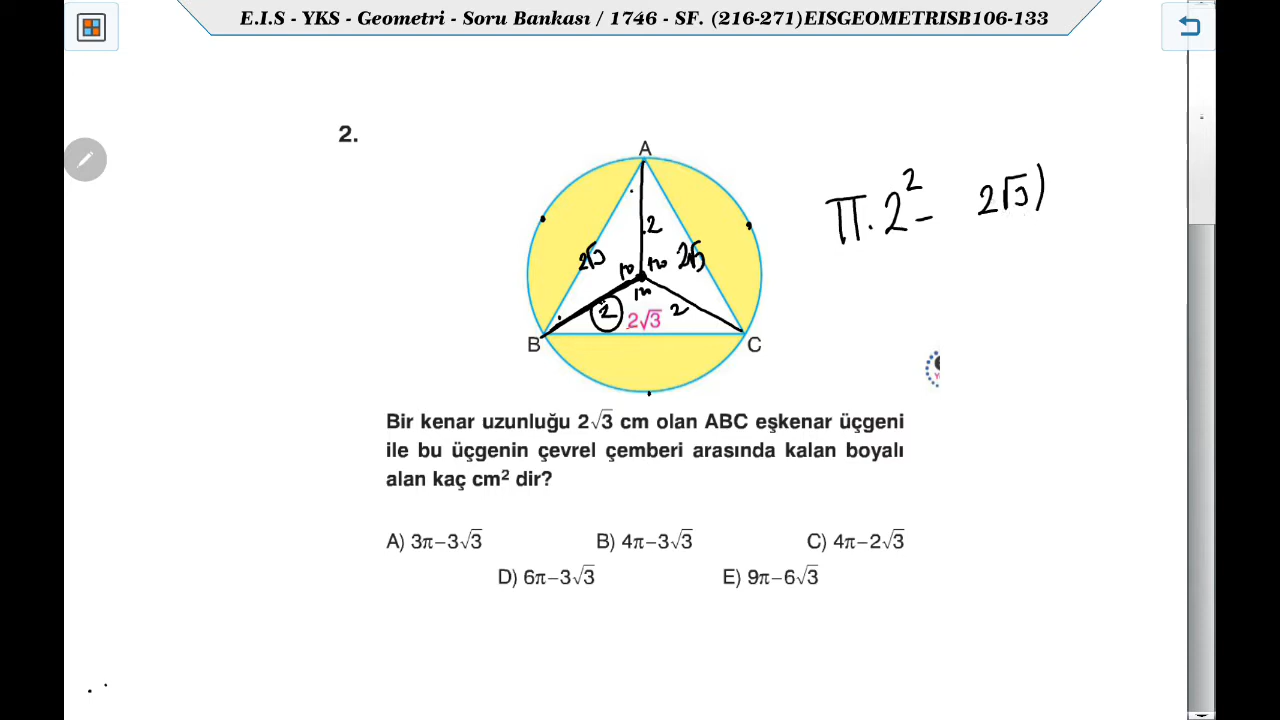 E.I.S - YKS - Geometri - Soru Bankası / 1746 - SF. (216-271)EISGEOMETRISB106-133
2.
A
π.2² - 2√3)
2
2√3
2√3
120
120
120
2
2√3
2
B
C
Bir kenar uzunluğu 2√3 cm olan ABC eşkenar üçgeni
ile bu üçgenin çevrel çemberi arasında kalan boyalı
alan kaç cm² dir?
A) 3π−3√3 B) 4π−3√3 C) 4π−2√3
D) 6π−3√3 E) 9π−6√3